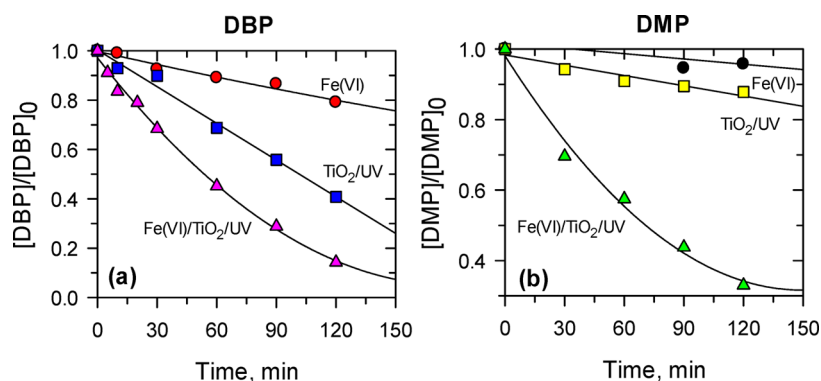 DBP
DMP
[DBP]/[DBP]0
1.0
0.8
0.6
0.4
0.2
0.0
Fe(VI)
TiO2/UV
Fe(VI)/TiO2/UV
(a)
0 30 60 90 120 150
Time, min
[DMP]/[DMP]0
1.0
0.8
0.6
0.4
Fe(VI)
TiO2/UV
Fe(VI)/TiO2/UV
(b)
0 30 60 90 120 150
Time, min